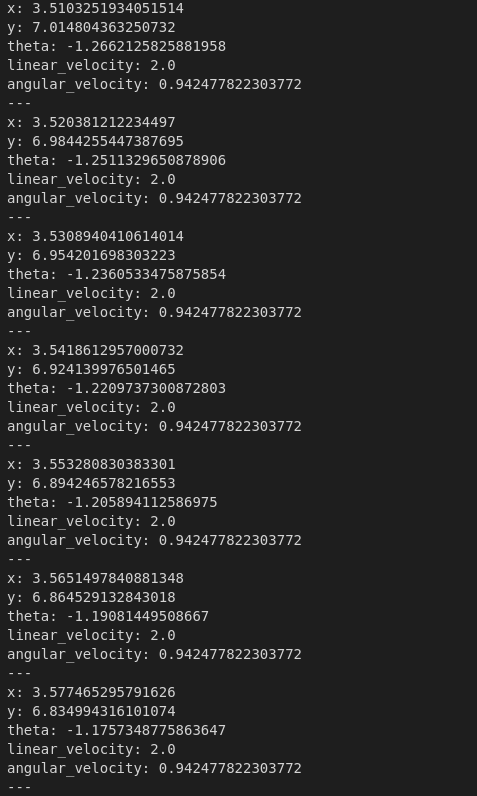 x: 3.5103251934051514
y: 7.014804363250732
theta: -1.2662125825881958
linear_velocity: 2.0
angular_velocity: 0.942477822303772
---
x: 3.520381212234497
y: 6.9844255447387695
theta: -1.2511329650878906
linear_velocity: 2.0
angular_velocity: 0.942477822303772
---
x: 3.5308940410614014
y: 6.954201698303223
theta: -1.2360533475875854
linear_velocity: 2.0
angular_velocity: 0.942477822303772
---
x: 3.5418612957000732
y: 6.924139976501465
theta: -1.2209737300872803
linear_velocity: 2.0
angular_velocity: 0.942477822303772
---
x: 3.553280830383301
y: 6.894246578216553
theta: -1.205894112586975
linear_velocity: 2.0
angular_velocity: 0.942477822303772
---
x: 3.5651497840881348
y: 6.864529132843018
theta: -1.19081449508667
linear_velocity: 2.0
angular_velocity: 0.942477822303772
---
x: 3.577465295791626
y: 6.834994316101074
theta: -1.1757348775863647
linear_velocity: 2.0
angular_velocity: 0.942477822303772
---